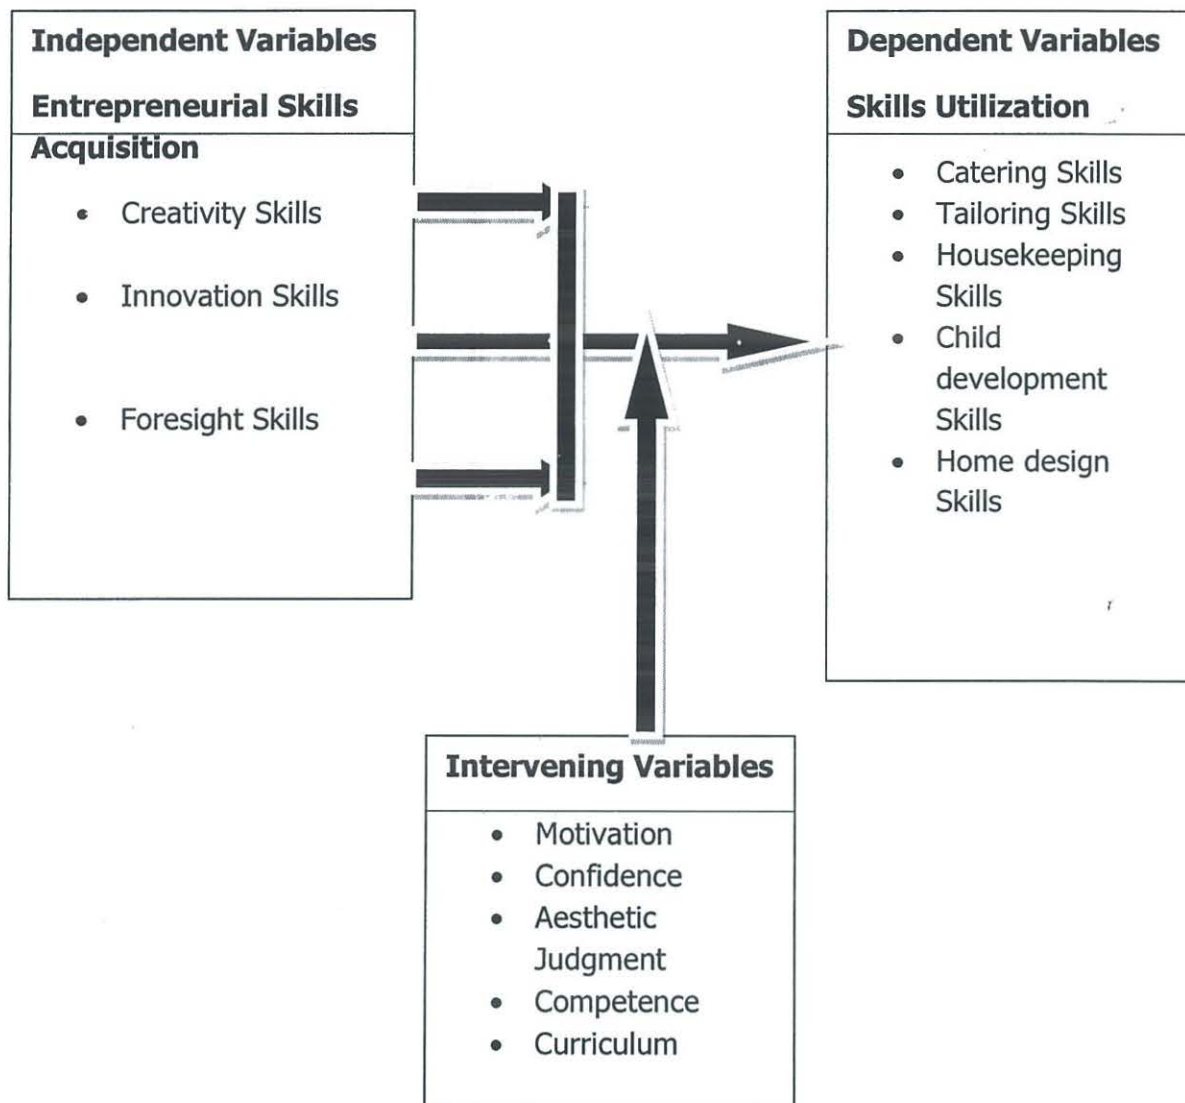 Independent Variables
Entrepreneurial Skills
Acquisition
• Creativity Skills
• Innovation Skills
• Foresight Skills
Dependent Variables
Skills Utilization
• Catering Skills
• Tailoring Skills
• Housekeeping
Skills
• Child
development
Skills
• Home design
Skills
Intervening Variables
• Motivation
• Confidence
• Aesthetic
Judgment
• Competence
• Curriculum